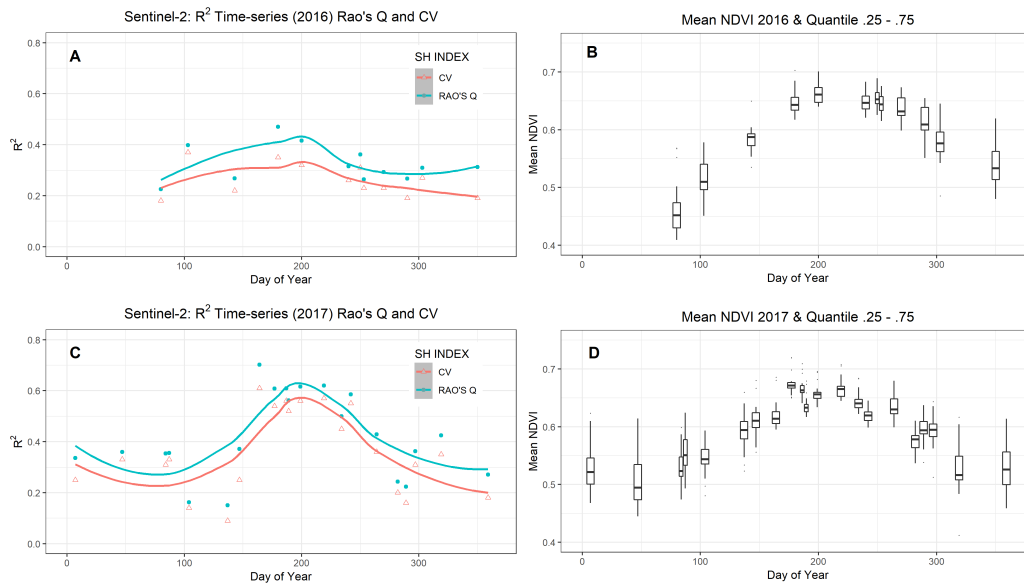 Sentinel-2: R² Time-series (2016) Rao's Q and CV
A
SH INDEX
CV
RAO'S Q
R²
0.8
0.6
0.4
0.2
0.0
0 100 200 300
Day of Year
Mean NDVI 2016 & Quantile .25 - .75
B
Mean NDVI
0.7
0.6
0.5
0.4
0 100 200 300
Day of Year
Sentinel-2: R² Time-series (2017) Rao's Q and CV
C
SH INDEX
CV
RAO'S Q
R²
0.8
0.6
0.4
0.2
0.0
0 100 200 300
Day of Year
Mean NDVI 2017 & Quantile .25 - .75
D
Mean NDVI
0.7
0.6
0.5
0.4
0 100 200 300
Day of Year